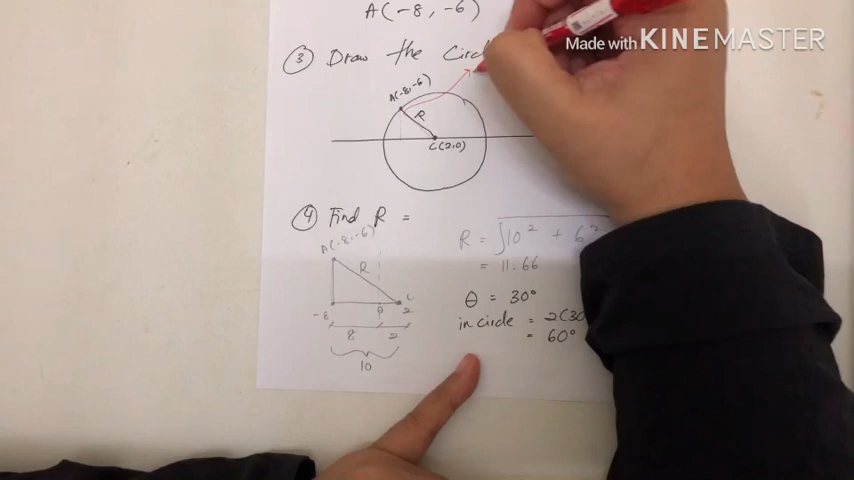 A(-8, -6)
Made with KINEMASTER
③ Draw the Circ
A(-8,-6)
R
C(2,0)
④ Find R =
A(-8,-6)
R
C
-8
2
8 2
10
R = √10² + 6²
= 11.66
θ = 30°
in circle = 2(30
= 60°